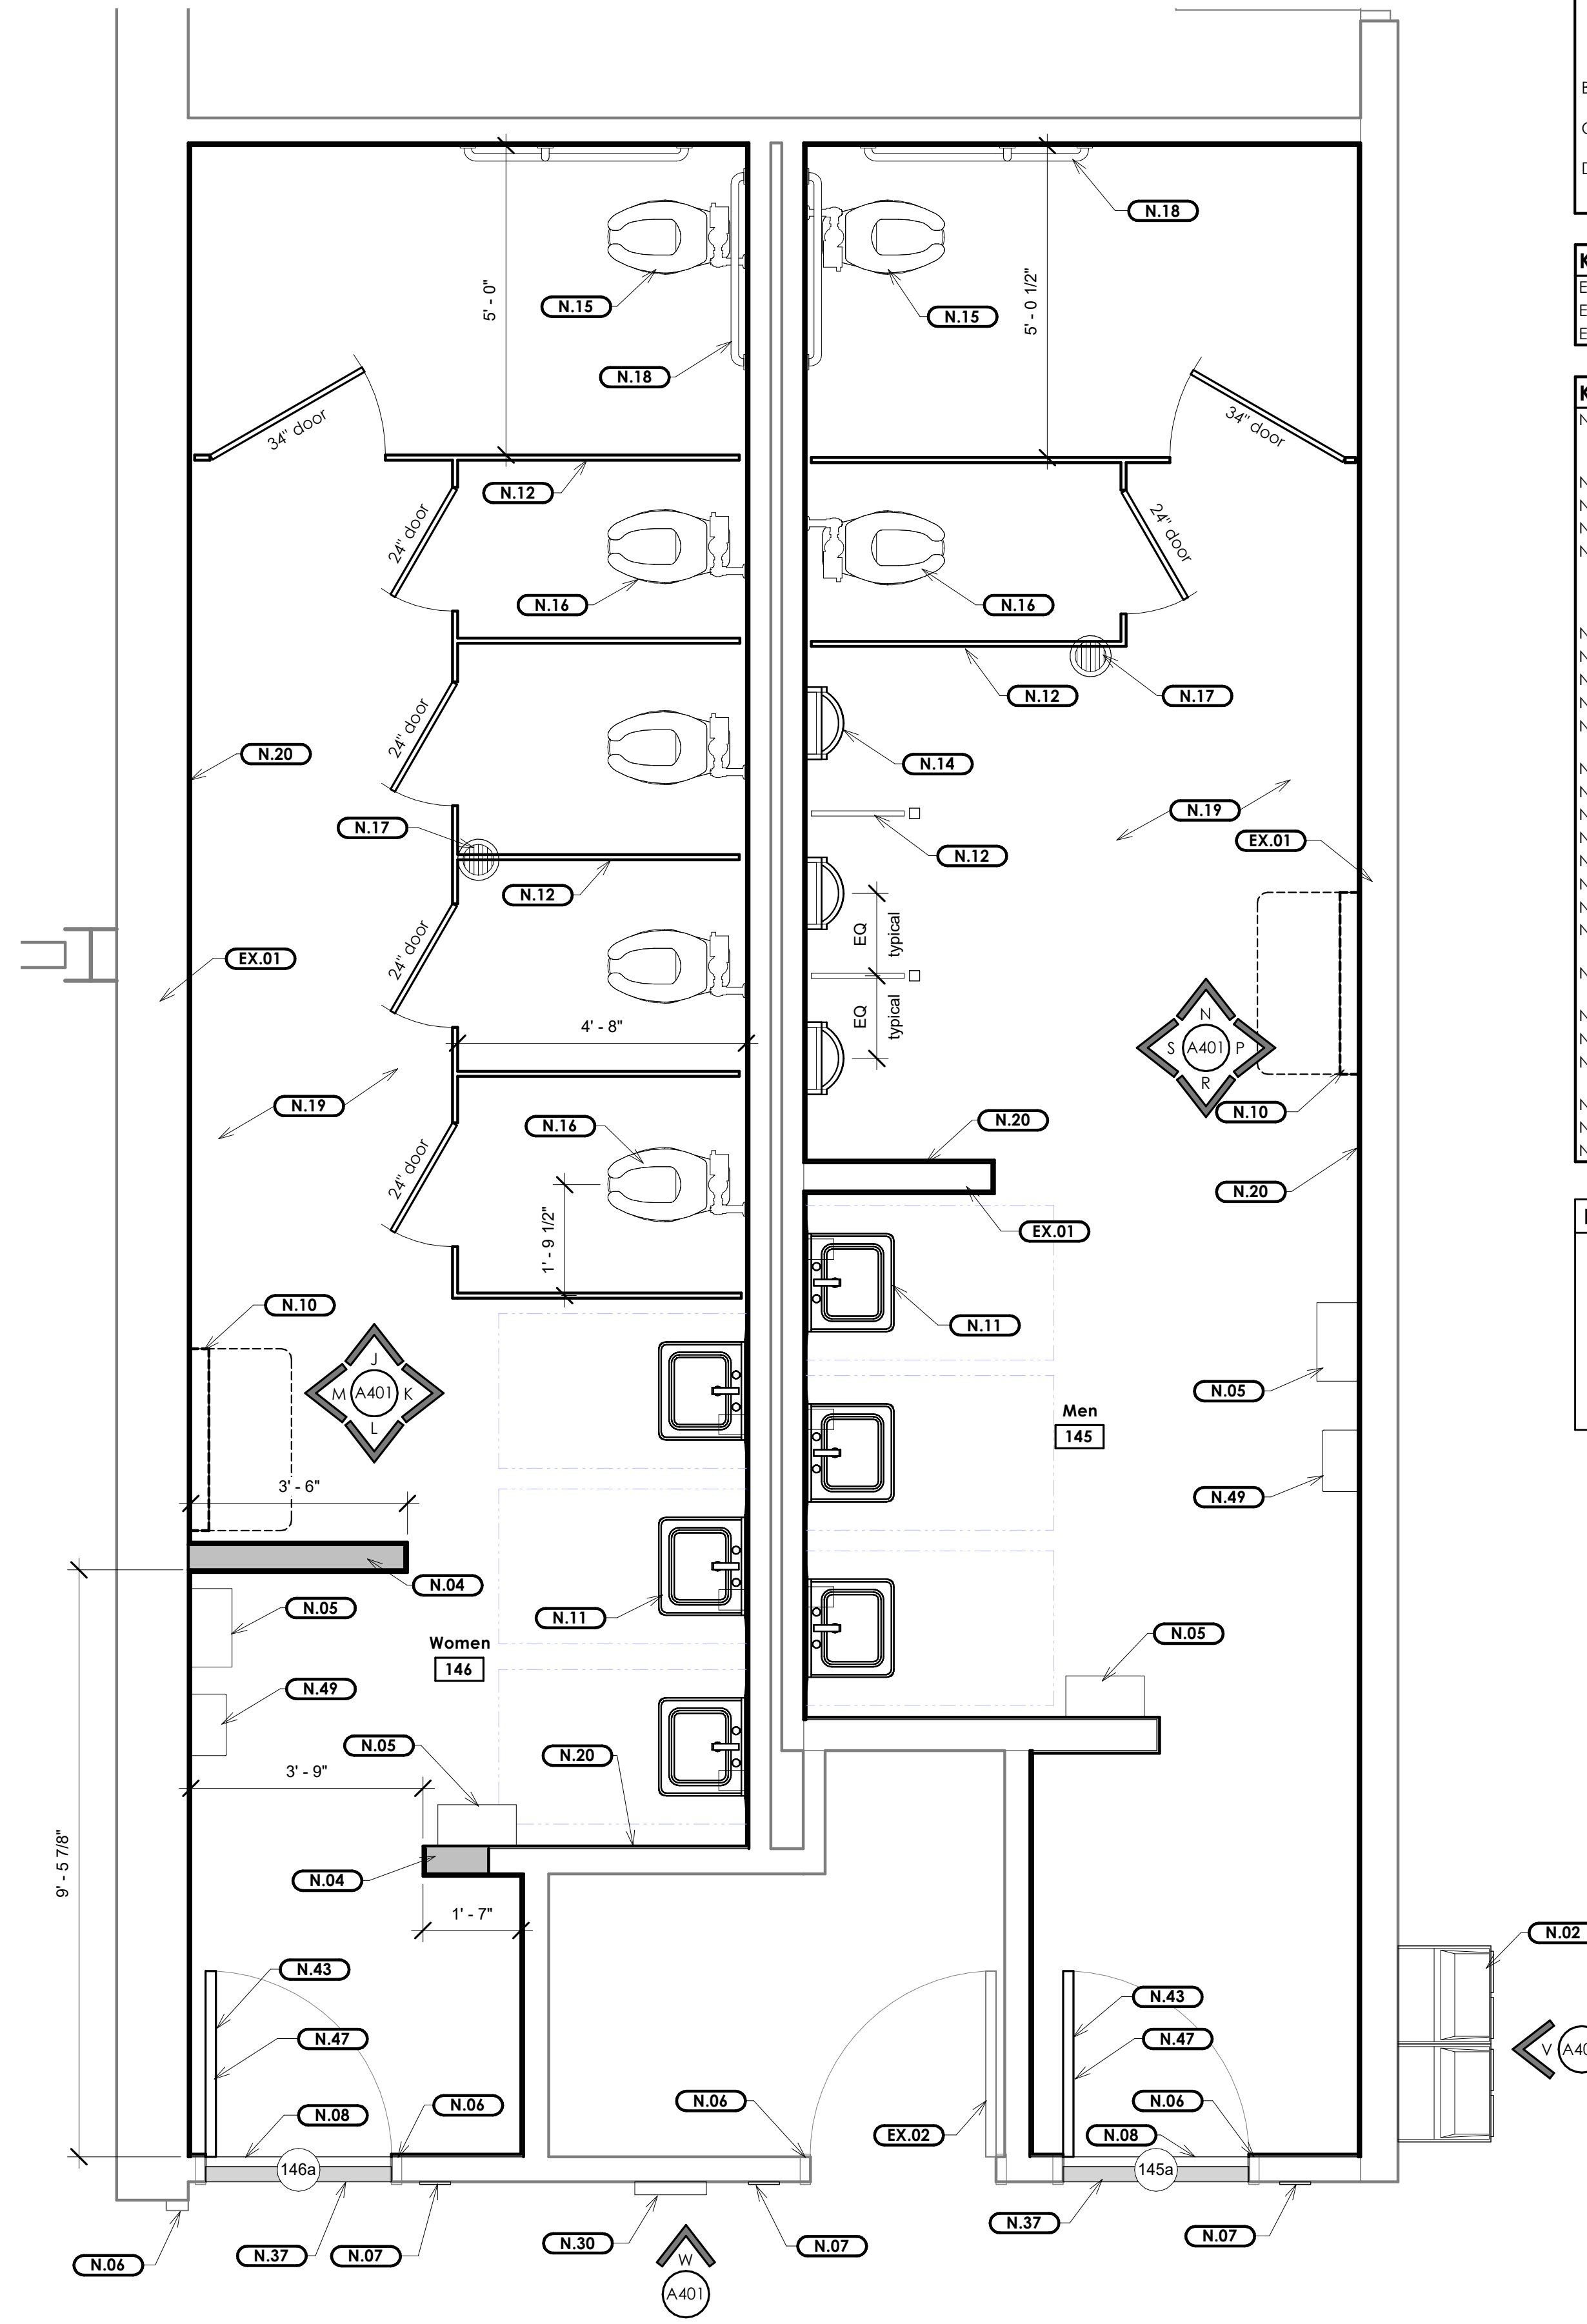 N.18
N.15
N.15
5' - 0"
5' - 0 1/2"
N.18
34" door
34" door
N.12
24" door
24" door
N.16
N.16
N.12
N.17
24" door
N.20
N.14
N.17
N.19
EX.01
N.12
N.12
24" door
EQ
typical
EX.01
4' - 8"
EQ
typical
N
S
A401
P
R
N.19
N.16
N.10
N.20
24" door
1' - 9 1/2"
N.20
EX.01
N.10
N.11
J
M
A401
K
L
N.05
Men
145
3' - 6"
N.49
N.04
N.05
N.11
Women
146
N.05
N.49
N.05
N.20
3' - 9"
9' - 5 7/8"
N.04
1' - 7"
N.02
N.43
N.43
N.47
N.47
V
N.08
N.06
N.06
N.06
EX.02
N.08
146a
145a
N.06
N.37
N.07
N.30
N.07
N.37
N.07
W
A401